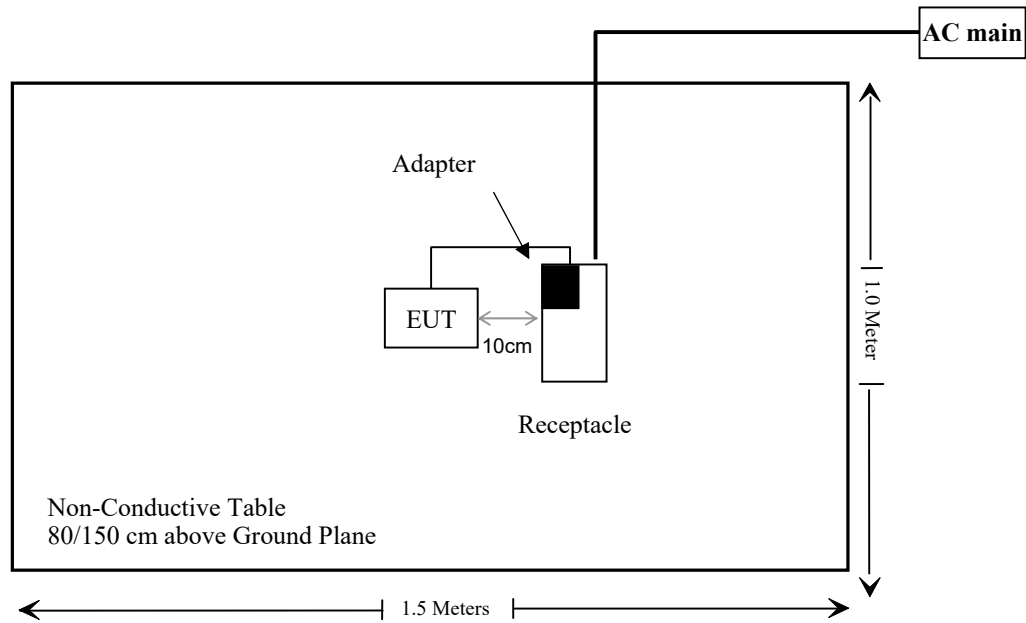 AC main
Adapter
EUT
10cm
1.0 Meter
Receptacle
Non-Conductive Table
80/150 cm above Ground Plane
1.5 Meters